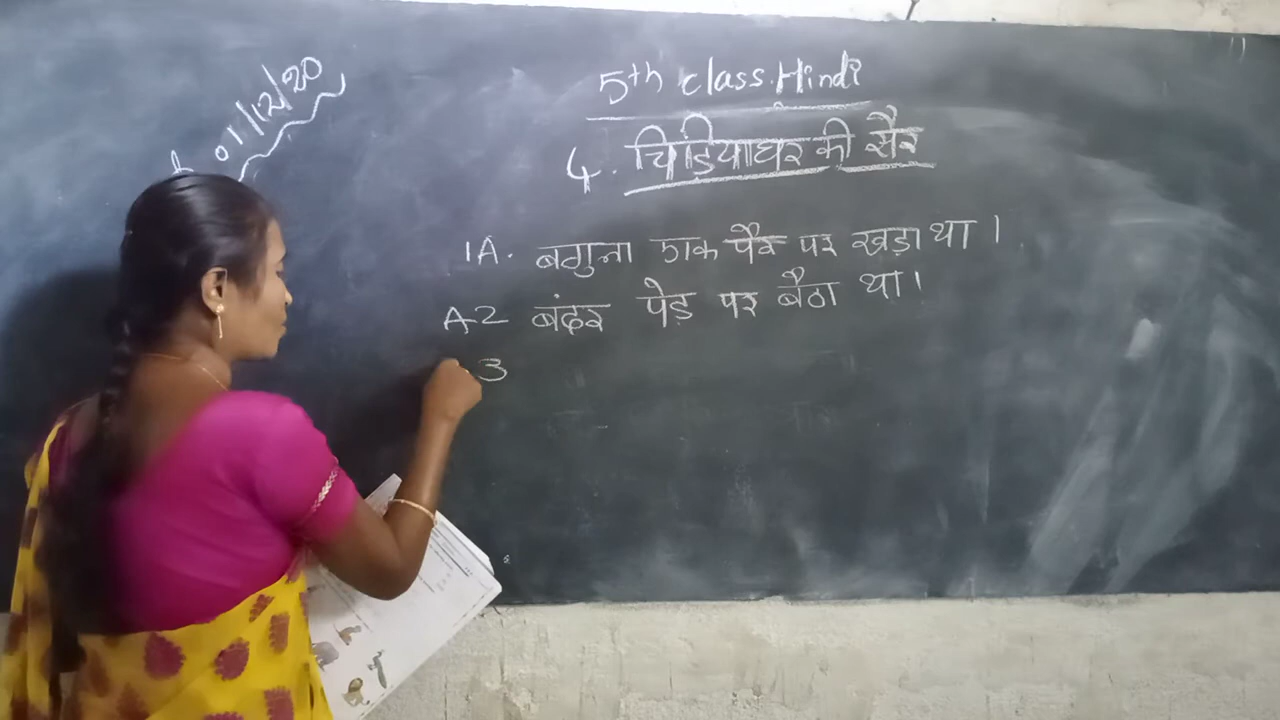 01/12/20
5th class.Hindi
4. चिडियाघर की सैर
1A. बगुला एक पैर पर खड़ा था।
A2 बंदर पेड़ पर बैठा था।
3